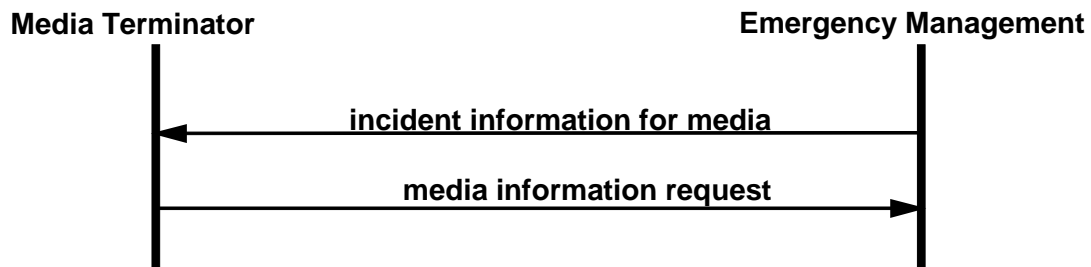 Media Terminator
Emergency Management
incident information for media
media information request